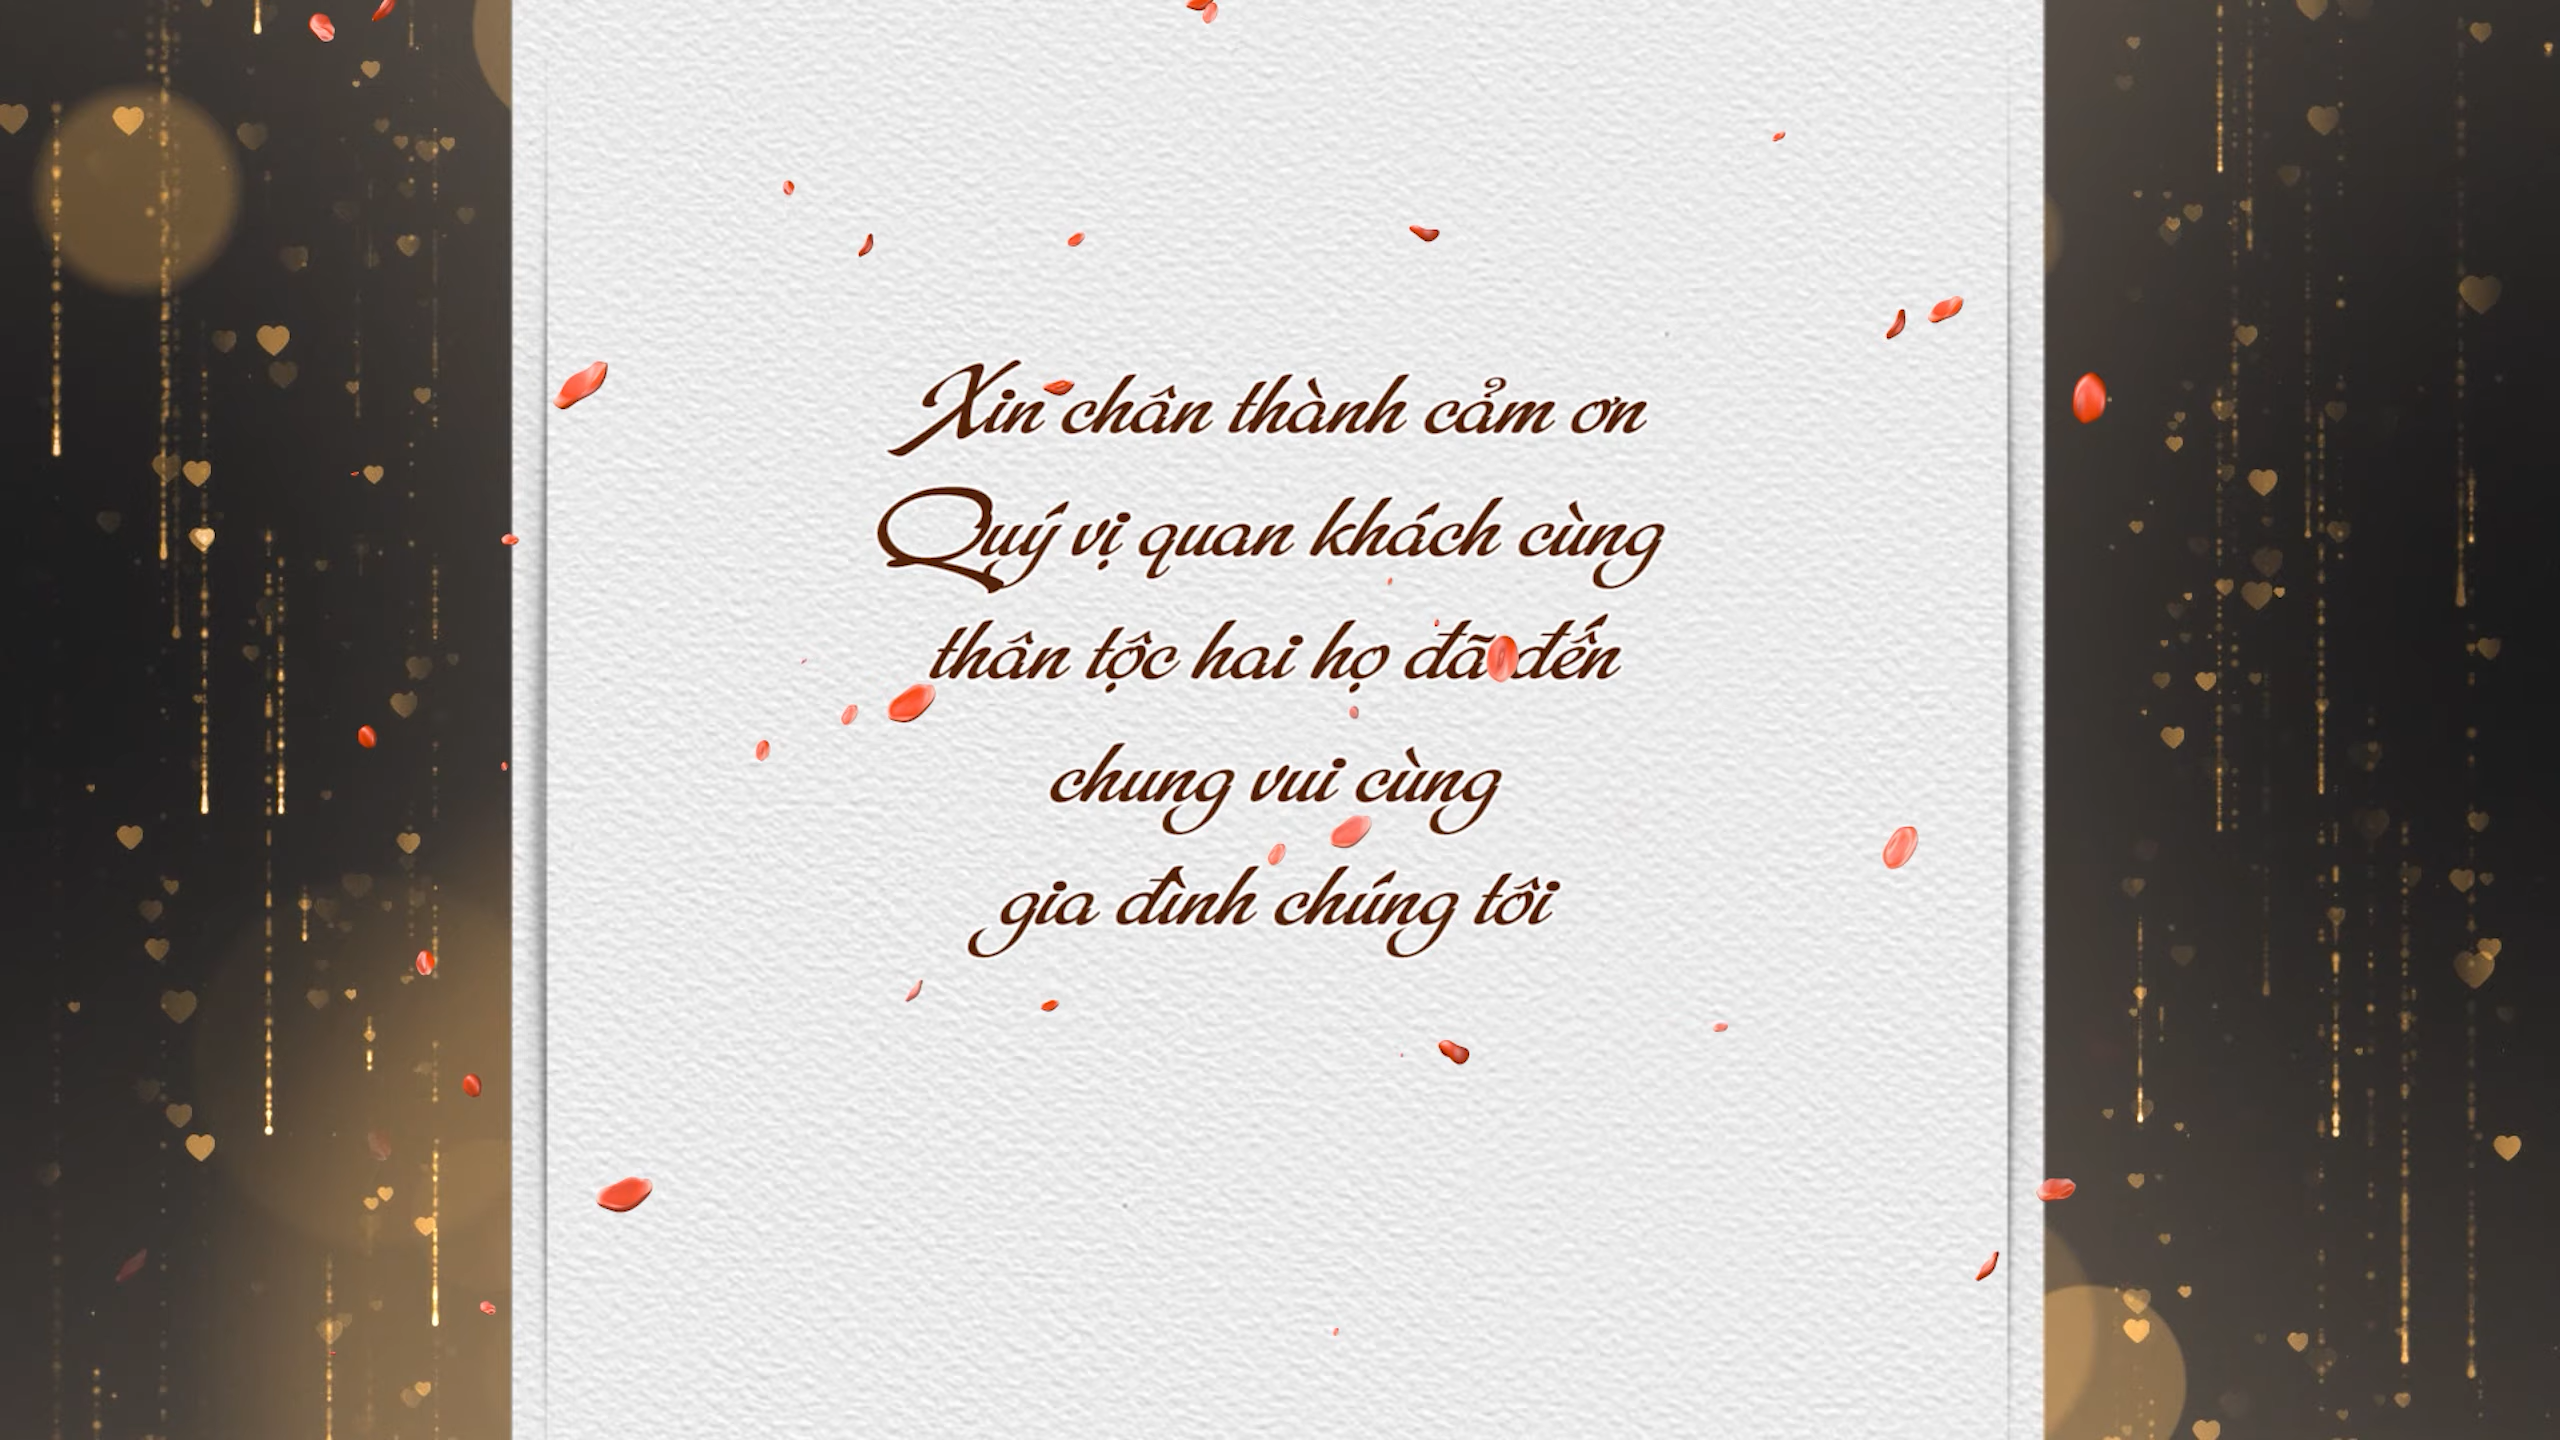 Xin chân thành cảm ơn
Quý vị quan khách cùng
thân tộc hai họ đã đến
chung vui cùng
gia đình chúng tôi